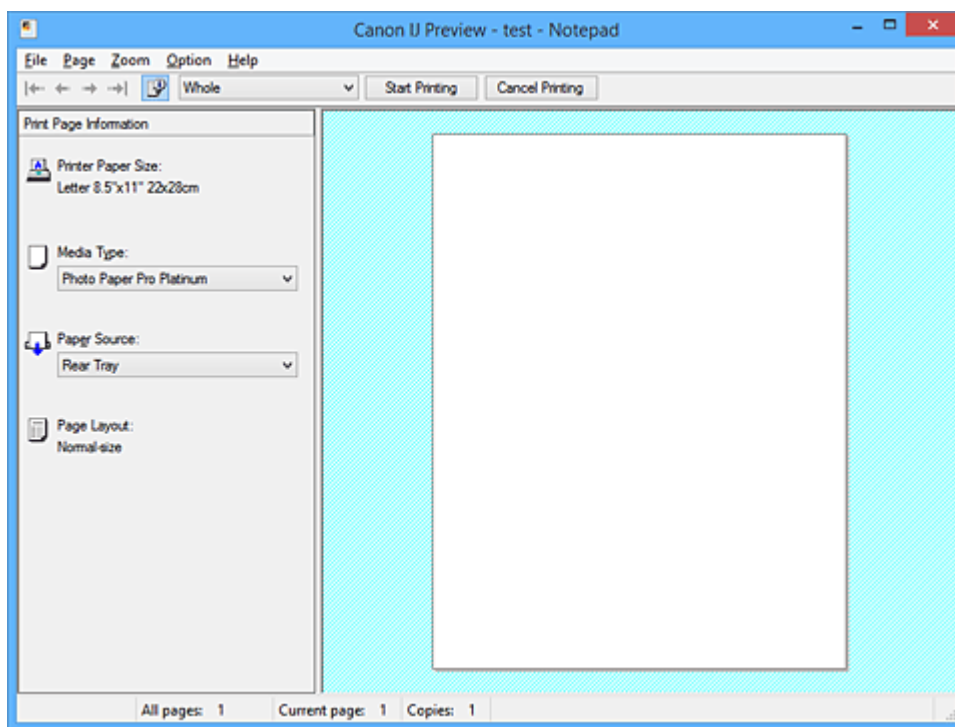 Canon IJ Preview - test - Notepad
File Page Zoom Option Help
Whole Start Printing Cancel Printing
Print Page Information
Printer Paper Size:
Letter 8.5"x11" 22x28cm
Media Type:
Photo Paper Pro Platinum
Paper Source:
Rear Tray
Page Layout:
Normal-size
All pages: 1 Current page: 1 Copies: 1